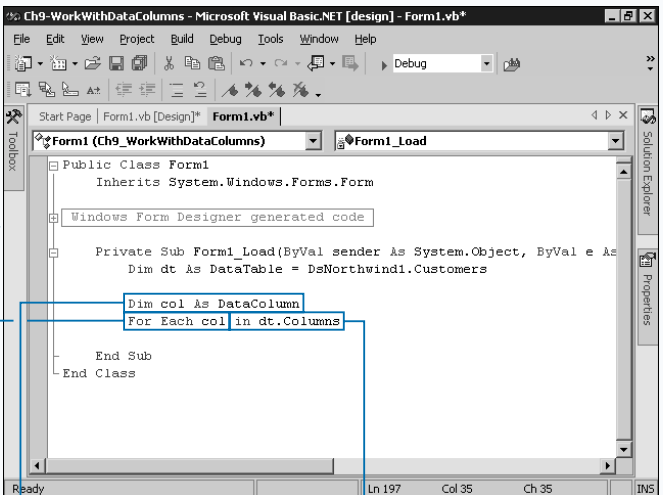 Ch9-WorkWithDataColumns - Microsoft Visual Basic.NET [design] - Form1.vb*
File Edit View Project Build Debug Tools Window Help
Debug
Start Page Form1.vb [Design]* Form1.vb*
Form1 (Ch9_WorkWithDataColumns) Form1_Load
Toolbox
Solution Explorer
Properties
Public Class Form1
Inherits System.Windows.Forms.Form
Windows Form Designer generated code
Private Sub Form1_Load(ByVal sender As System.Object, ByVal e As
Dim dt As DataTable = DsNorthwind1.Customers
Dim col As DataColumn
For Each col in dt.Columns
End Sub
End Class
Ready Ln 197 Col 35 Ch 35 INS